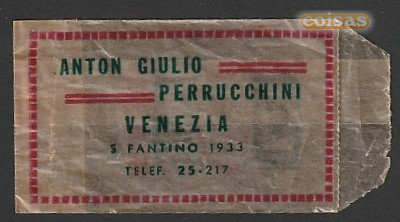 coisas
ANTON GIULIO
PERRUCCHINI
VENEZIA
S FANTINO 1933
TELEF. 25-217